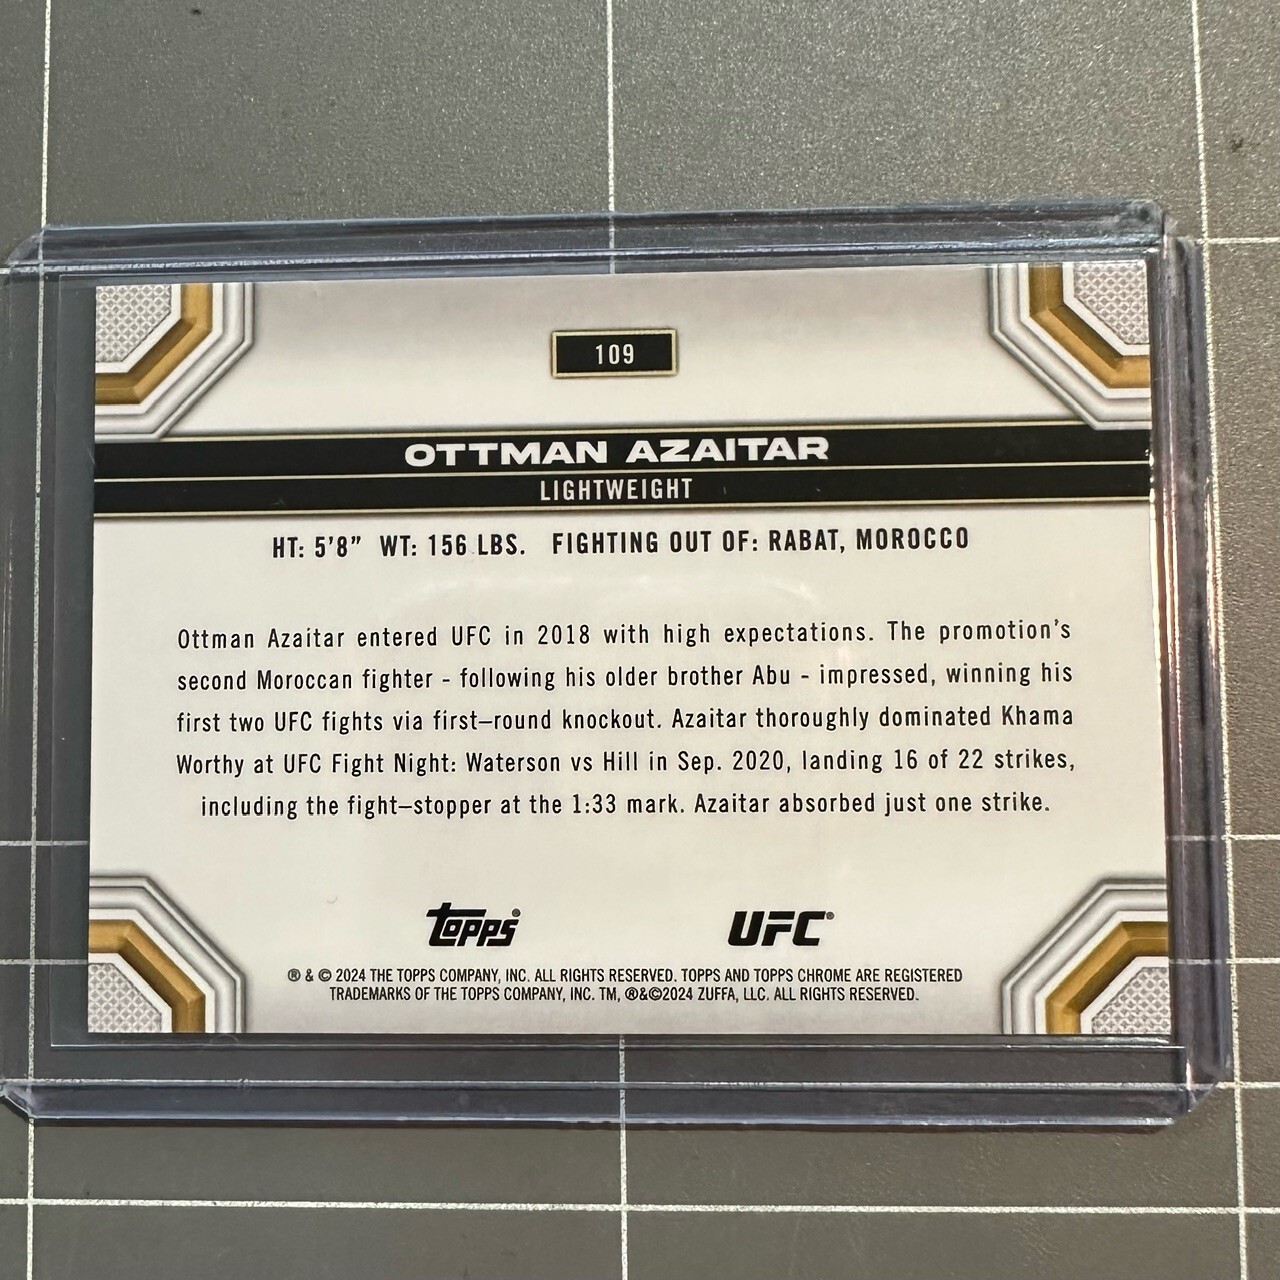 109
OTTMAN AZAITAR
LIGHTWEIGHT
HT: 5'8” WT: 156 LBS. FIGHTING OUT OF: RABAT, MOROCCO
Ottman Azaitar entered UFC in 2018 with high expectations. The promotion's
second Moroccan fighter - following his older brother Abu - impressed, winning his
first two UFC fights via first–round knockout. Azaitar thoroughly dominated Khama
Worthy at UFC Fight Night: Waterson vs Hill in Sep. 2020, landing 16 of 22 strikes,
including the fight–stopper at the 1:33 mark. Azaitar absorbed just one strike.
Topps® UFC®
® & © 2024 THE TOPPS COMPANY, INC. ALL RIGHTS RESERVED. TOPPS AND TOPPS CHROME ARE REGISTERED
TRADEMARKS OF THE TOPPS COMPANY, INC. TM, ®&©2024 ZUFFA, LLC. ALL RIGHTS RESERVED.